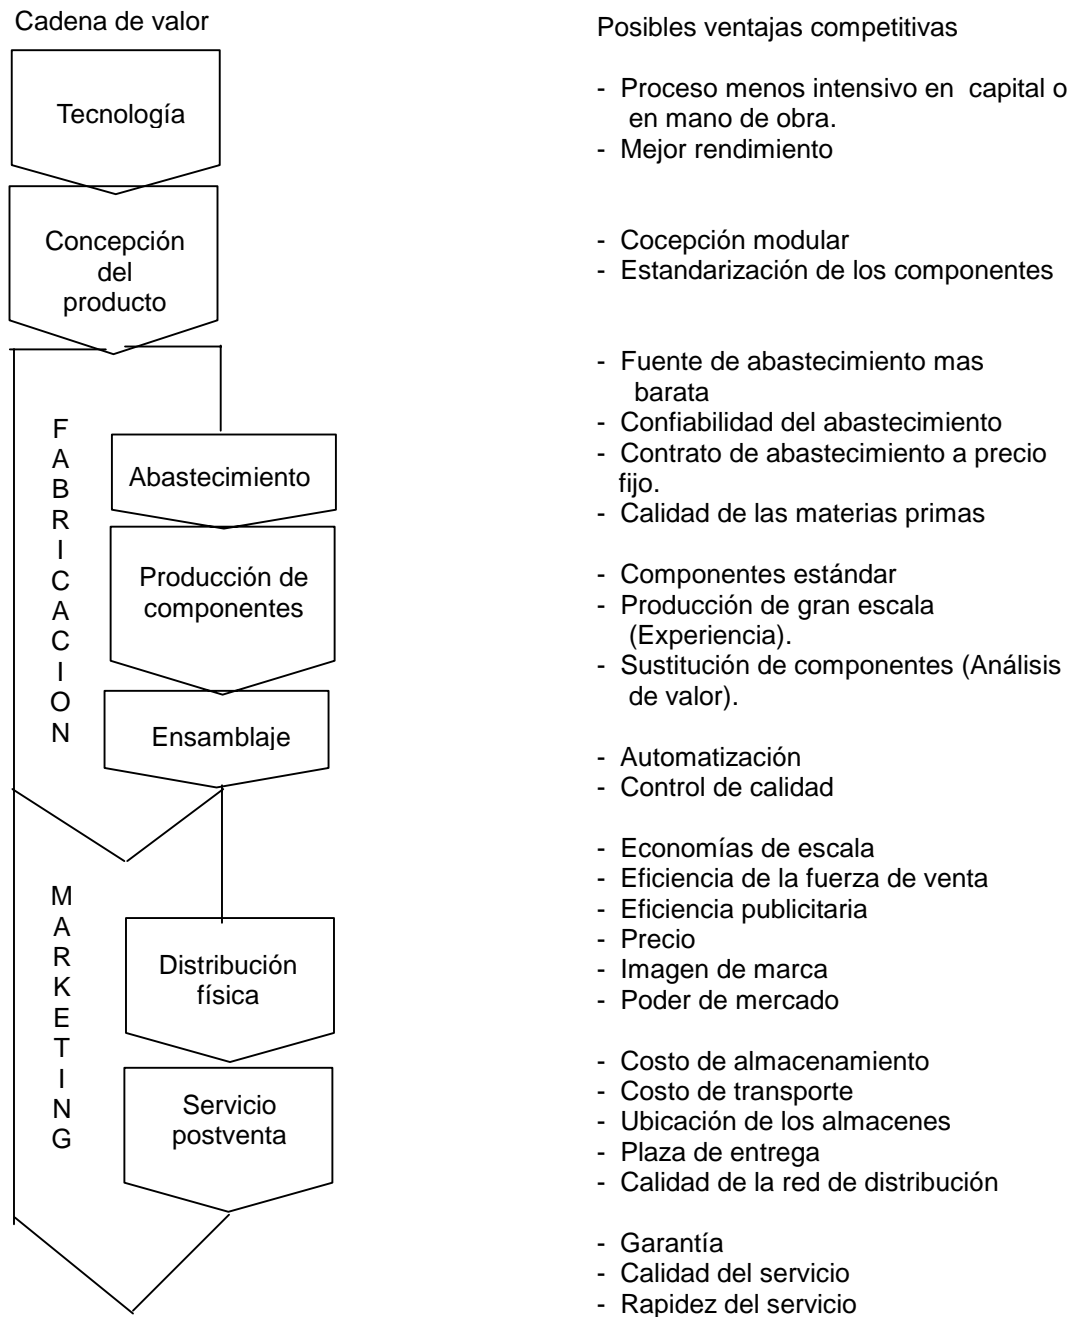 Cadena de valor
Posibles ventajas competitivas
Tecnología
- Proceso menos intensivo en capital o
en mano de obra.
- Mejor rendimiento
Concepción
del
producto
- Cocepción modular
- Estandarización de los componentes
FABRICACION
Abastecimiento
- Fuente de abastecimiento mas
barata
- Confiabilidad del abastecimiento
- Contrato de abastecimiento a precio
fijo.
- Calidad de las materias primas
Producción de
componentes
- Componentes estándar
- Producción de gran escala
(Experiencia).
- Sustitución de componentes (Análisis
de valor).
Ensamblaje
- Automatización
- Control de calidad
MARKETING
- Economías de escala
- Eficiencia de la fuerza de venta
- Eficiencia publicitaria
- Precio
- Imagen de marca
- Poder de mercado
Distribución
física
- Costo de almacenamiento
- Costo de transporte
- Ubicación de los almacenes
- Plaza de entrega
- Calidad de la red de distribución
Servicio
postventa
- Garantía
- Calidad del servicio
- Rapidez del servicio